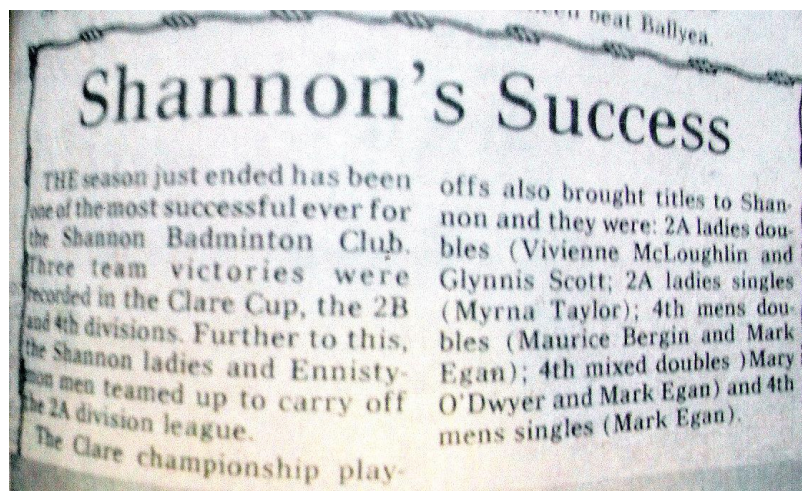 beat Ballyea.
Shannon's Success
THE season just ended has been
one of the most successful ever for
the Shannon Badminton Club.
Three team victories were
recorded in the Clare Cup, the 2B
and 4th divisions. Further to this,
the Shannon ladies and Ennisty-
mon men teamed up to carry off
the 2A division league.
The Clare championship play-
offs also brought titles to Shan-
non and they were: 2A ladies dou-
bles (Vivienne McLoughlin and
Glynnis Scott; 2A ladies singles
(Myrna Taylor); 4th mens dou-
bles (Maurice Bergin and Mark
Egan); 4th mixed doubles )Mary
O'Dwyer and Mark Egan) and 4th
mens singles (Mark Egan).